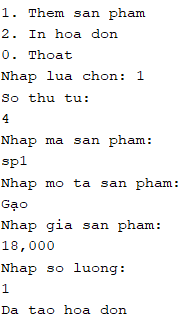 1. Them san pham
2. In hoa don
0. Thoat
Nhap lua chon: 1
So thu tu:
4
Nhap ma san pham:
sp1
Nhap mo ta san pham:
Gạo
Nhap gia san pham:
18,000
Nhap so luong:
1
Da tao hoa don